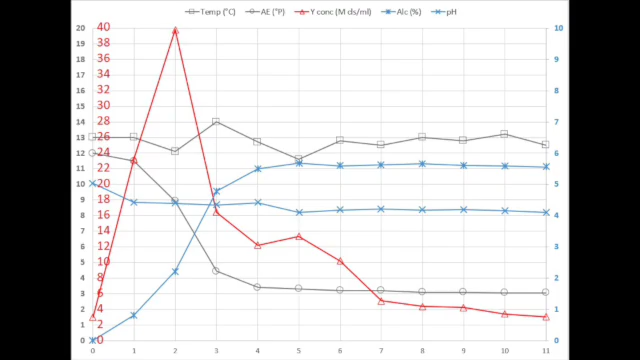 Temp (°C) AE (°P) Y conc (M cls/ml) Alc (%) pH
20 40 10
19 38
18 36 9
17 34
16 32 8
15 30
14 28 7
13 26
12 24 6
11 22
10 20 5
9 18
8 16 4
7 14
6 12 3
5 10
4 8 2
3 6
2 4 1
1 2
0 0 0
0 1 2 3 4 5 6 7 8 9 10 11